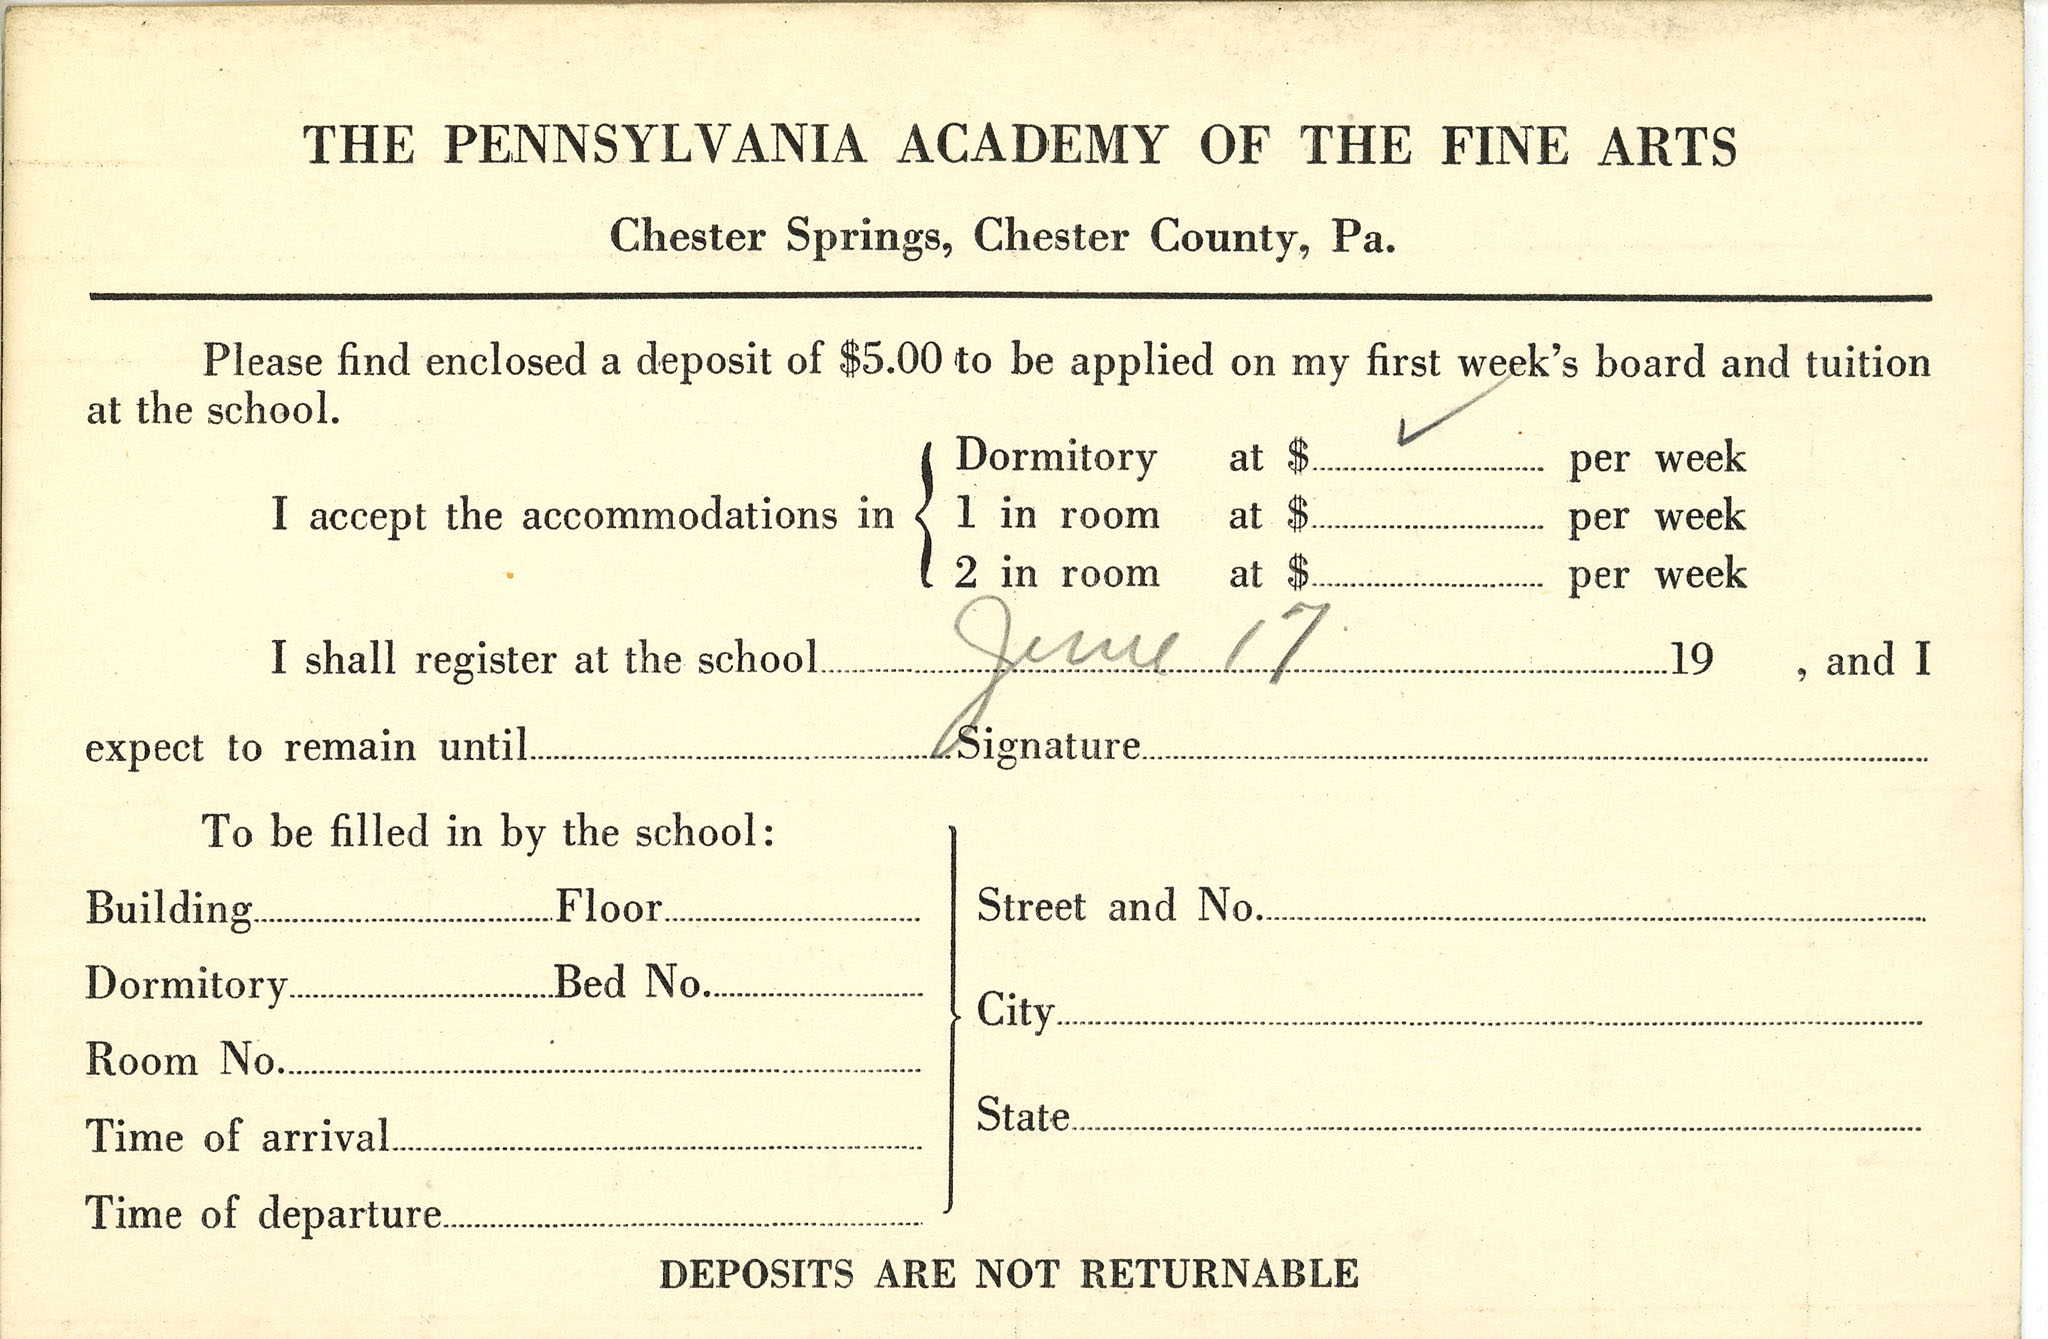 THE PENNSYLVANIA ACADEMY OF THE FINE ARTS
Chester Springs, Chester County, Pa.
Please find enclosed a deposit of $5.00 to be applied on my first week's board and tuition
at the school.
I accept the accommodations in
Dormitory at $ ✓ per week
1 in room at $ per week
2 in room at $ per week
I shall register at the school June 17 19 , and I
expect to remain until Signature
To be filled in by the school:
Building Floor
Dormitory Bed No.
Room No.
Time of arrival
Time of departure
Street and No.
City
State
DEPOSITS ARE NOT RETURNABLE